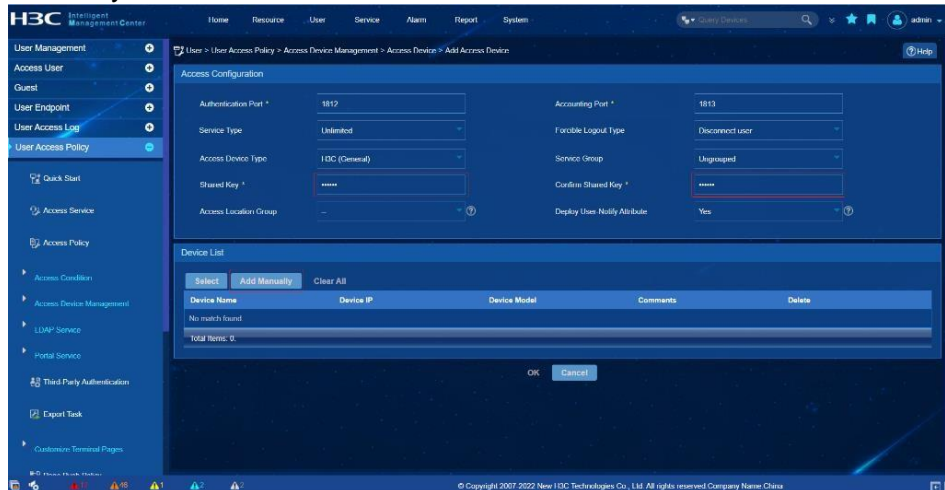 H3C Intelligent Management Center
Home Resource User Service Alarm Report System
Query Devices
admin
User Management
Access User
Guest
User Endpoint
User Access Log
User Access Policy
Quick Start
Access Service
Access Policy
Access Condition
Access Device Management
LDAP Service
Portal Service
Third-Party Authentication
Export Task
Customize Terminal Pages
User > User Access Policy > Access Device Management > Access Device > Add Access Device
Help
Access Configuration
Authentication Port * 1812 Accounting Port * 1813
Service Type Unlimited Forcible Logout Type Disconnect user
Access Device Type H3C (General) Service Group Ungrouped
Shared Key * •••••• Confirm Shared Key * ••••••
Access Location Group -- Deploy User-Notify Attribute Yes
Device List
Select Add Manually Clear All
Device Name Device IP Device Model Comments Delete
No match found.
Total Items: 0.
OK Cancel
© Copyright 2007-2022 New H3C Technologies Co., Ltd. All rights reserved Company Name:China